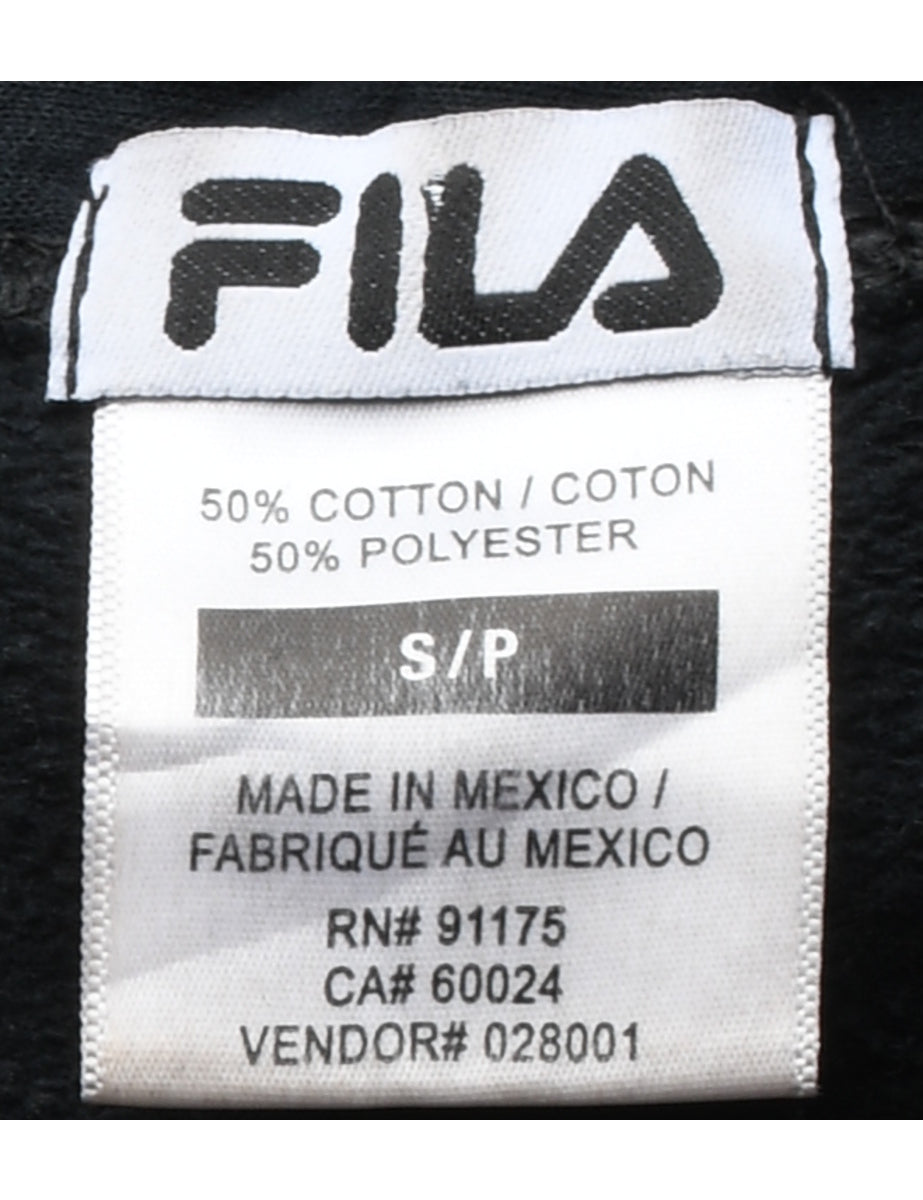 FILA
50% COTTON / COTON
50% POLYESTER
S/P
MADE IN MEXICO /
FABRIQUÉ AU MEXICO
RN# 91175
CA# 60024
VENDOR# 028001